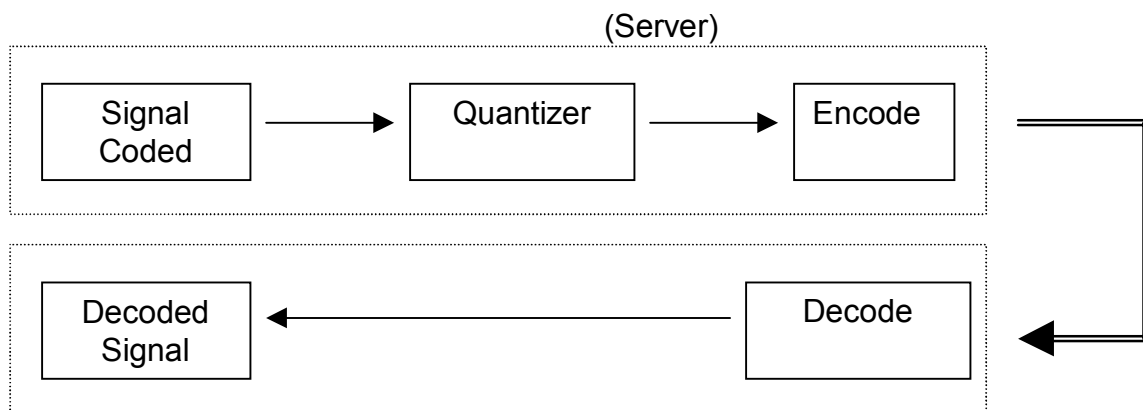 (Server)
Signal
Coded
Quantizer
Encode
Decoded
Signal
Decode